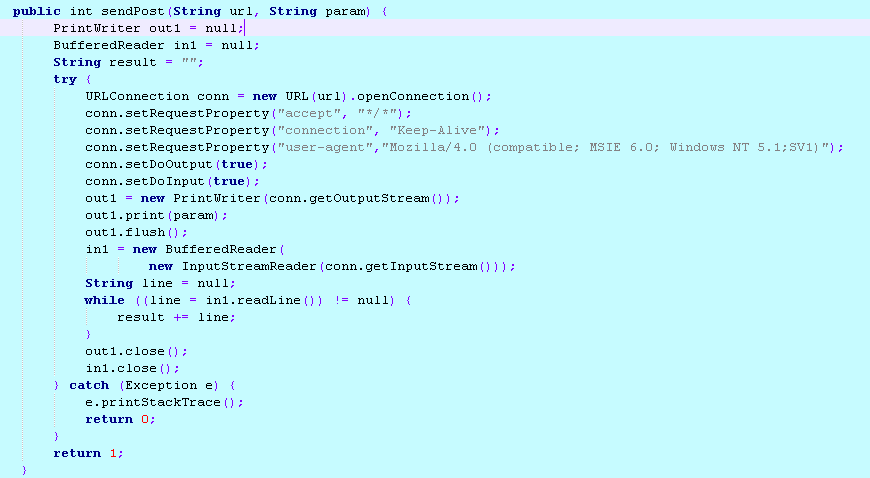 public int sendPost(String url, String param) {
PrintWriter out1 = null;
BufferedReader in1 = null;
String result = "";
try {
URLConnection conn = new URL(url).openConnection();
conn.setRequestProperty("accept", "*/*");
conn.setRequestProperty("connection", "Keep-Alive");
conn.setRequestProperty("user-agent","Mozilla/4.0 (compatible; MSIE 6.0; Windows NT 5.1;SV1)");
conn.setDoOutput(true);
conn.setDoInput(true);
out1 = new PrintWriter(conn.getOutputStream());
out1.print(param);
out1.flush();
in1 = new BufferedReader(
new InputStreamReader(conn.getInputStream()));
String line = null;
while ((line = in1.readLine()) != null) {
result += line;
}
out1.close();
in1.close();
} catch (Exception e) {
e.printStackTrace();
return 0;
}
return 1;
}